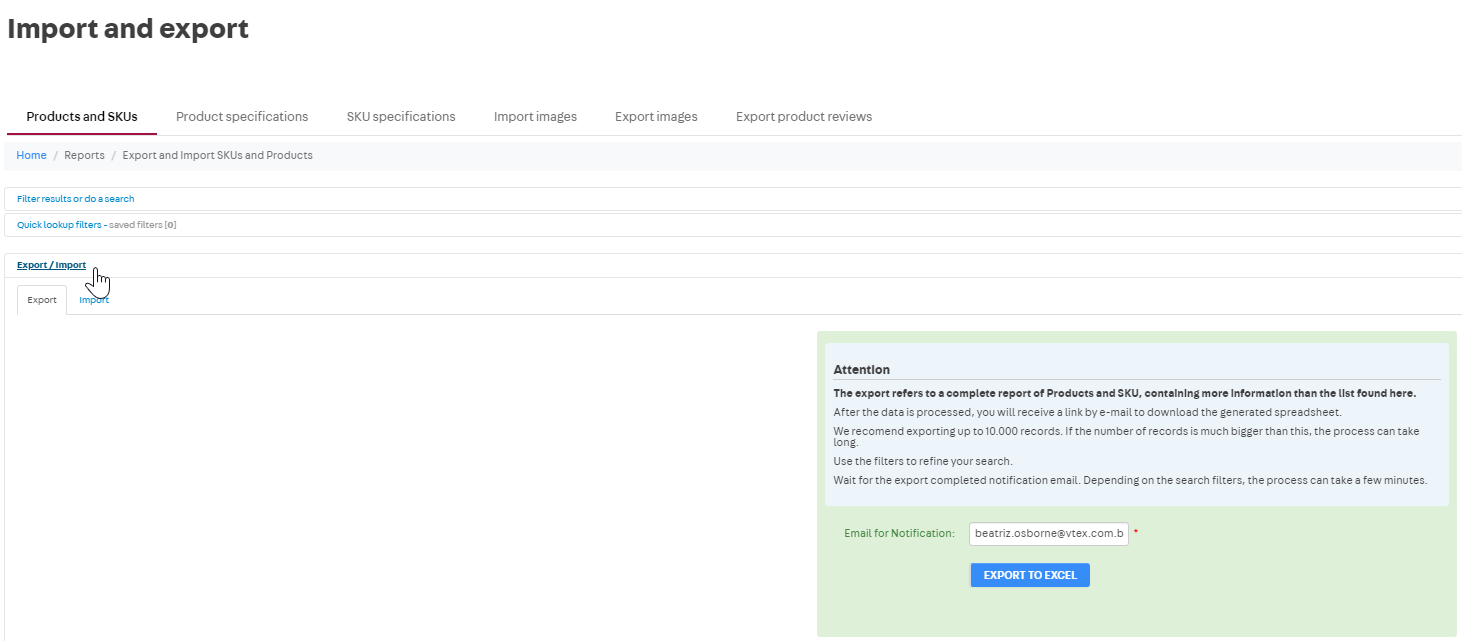 Import and export
Products and SKUs Product specifications SKU specifications Import images Export images Export product reviews
Home / Reports / Export and Import SKUs and Products
Filter results or do a search
Quick lookup filters - saved filters [0]
Export / Import
Export Import
Attention
The export refers to a complete report of Products and SKU, containing more information than the list found here.
After the data is processed, you will receive a link by e-mail to download the generated spreadsheet.
We recomend exporting up to 10.000 records. If the number of records is much bigger than this, the process can take
long.
Use the filters to refine your search.
Wait for the export completed notification email. Depending on the search filters, the process can take a few minutes.
Email for Notification: beatriz.osborne@vtex.com.b *
EXPORT TO EXCEL